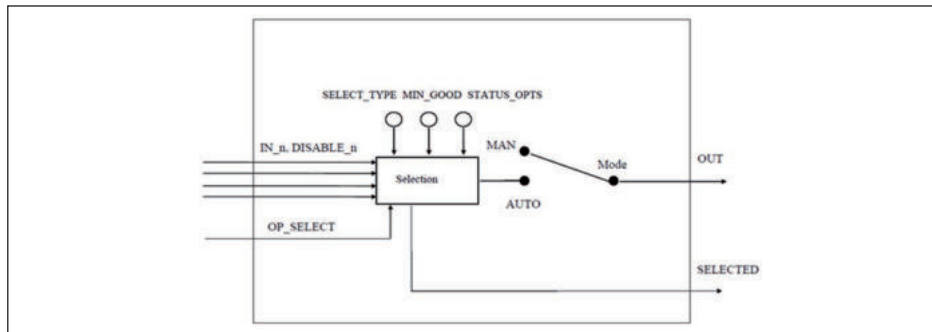 SELECT_TYPE MIN_GOOD STATUS_OPTS
IN_n, DISABLE_n
MAN
OUT
Mode
Selection
AUTO
OP_SELECT
SELECTED